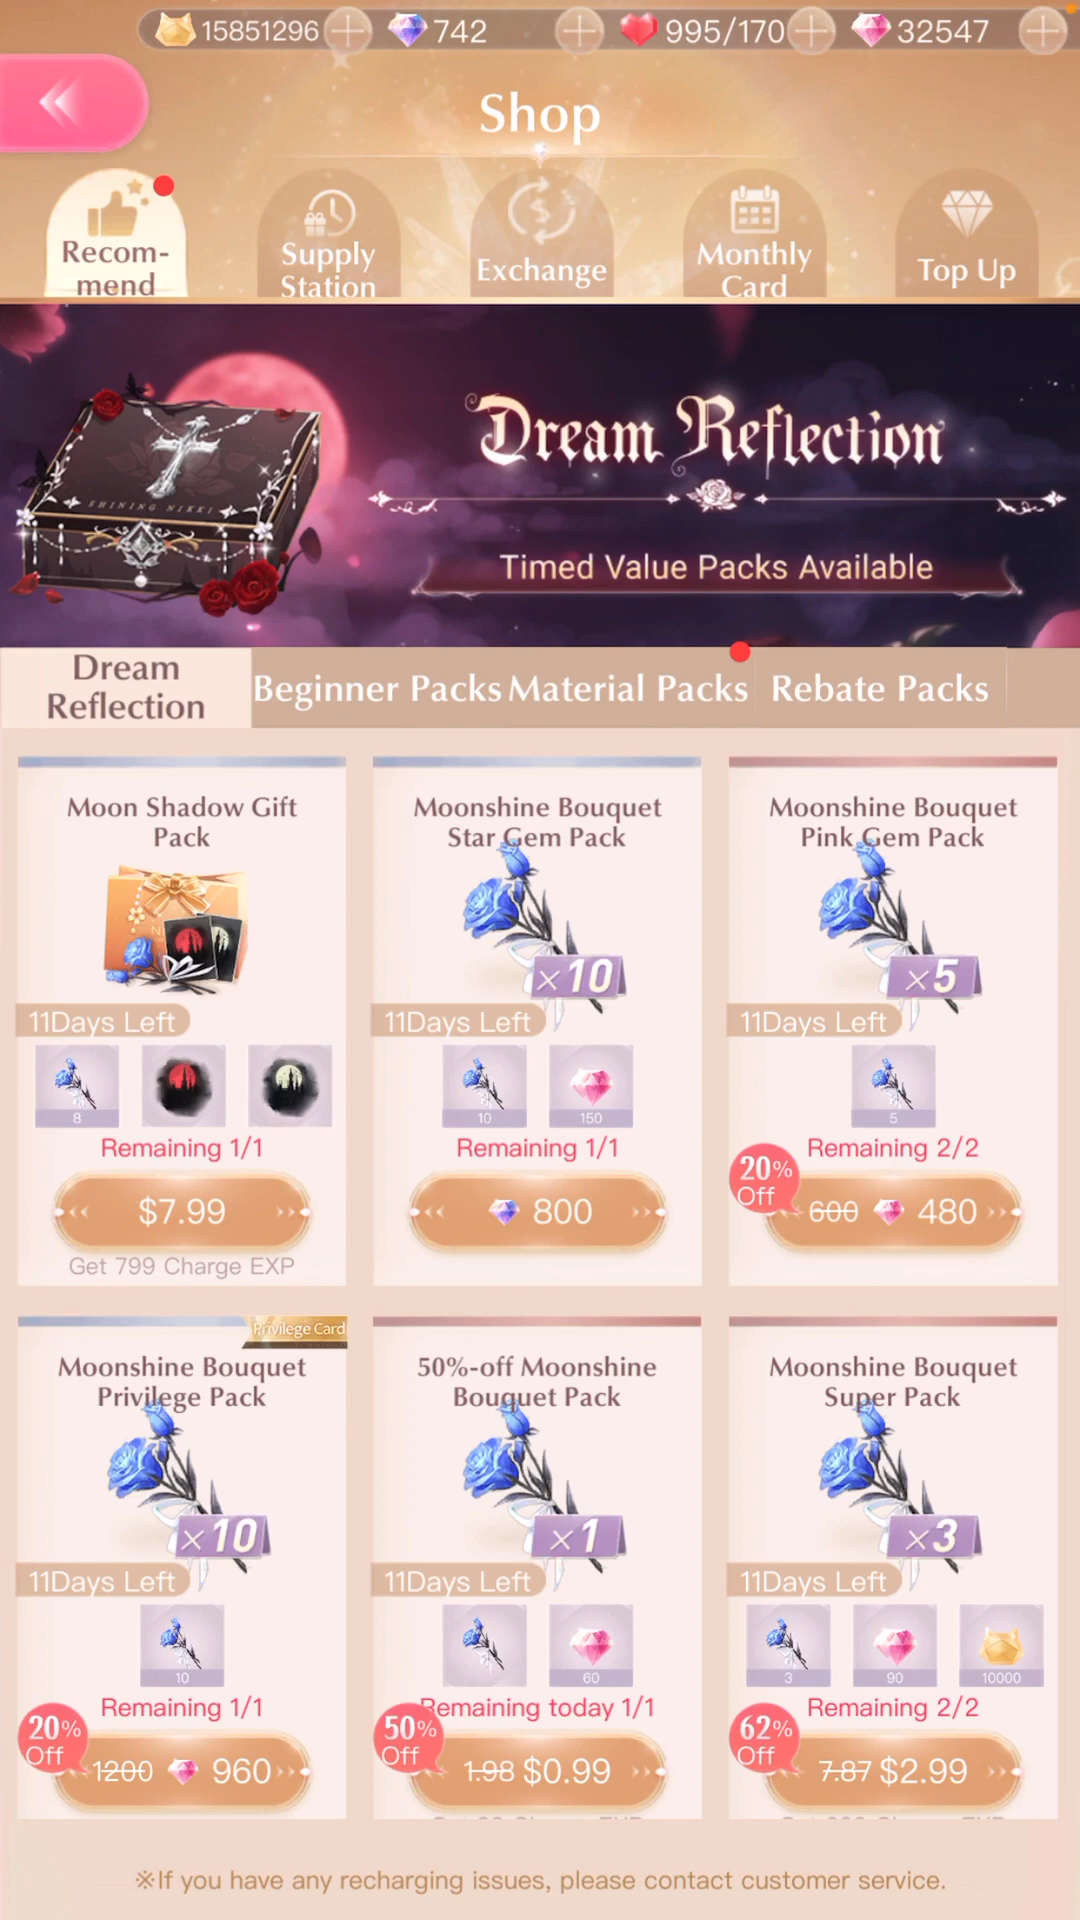 15851296
742
995/170
32547
Shop
Recom-
mend
Supply
Station
Exchange
Monthly
Card
Top Up
SHINING NIKKI
Dream Reflection
Timed Value Packs Available
Dream
Reflection
Beginner Packs
Material Packs
Rebate Packs
Moon Shadow Gift
Pack
11Days Left
8
Remaining 1/1
$7.99
Get 799 Charge EXP
Moonshine Bouquet
Star Gem Pack
×10
11Days Left
10
150
Remaining 1/1
800
Moonshine Bouquet
Pink Gem Pack
×5
11Days Left
5
Remaining 2/2
20%
Off
600 480
Privilege Card
Moonshine Bouquet
Privilege Pack
×10
11Days Left
10
Remaining 1/1
20%
Off
1200 960
50%-off Moonshine
Bouquet Pack
×1
11Days Left
60
Remaining today 1/1
50%
Off
1.98 $0.99
Moonshine Bouquet
Super Pack
×3
11Days Left
3
90
10000
Remaining 2/2
62%
Off
7.87 $2.99
※If you have any recharging issues, please contact customer service.